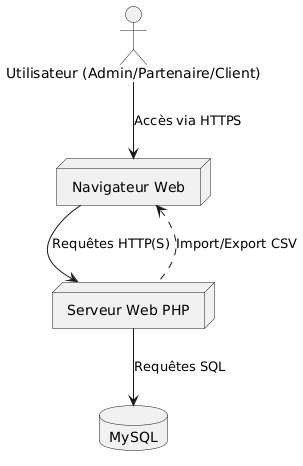 Utilisateur (Admin/Partenaire/Client)
Accès via HTTPS
Navigateur Web
Requêtes HTTP(S)
Import/Export CSV
Serveur Web PHP
Requêtes SQL
MySQL